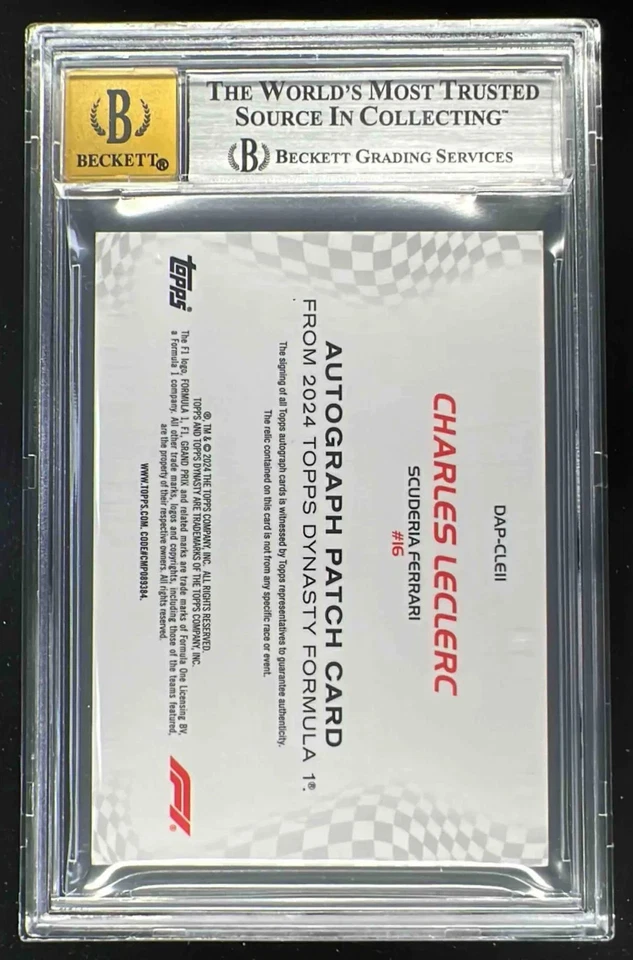 B
BECKETT®
THE WORLD'S MOST TRUSTED
SOURCE IN COLLECTING™
B BECKETT GRADING SERVICES
DAP-CLEII
CHARLES LECLERC
SCUDERIA FERRARI
#16
AUTOGRAPH PATCH CARD
FROM 2024 TOPPS DYNASTY FORMULA 1®.
The signing of all Topps autograph cards is witnessed by Topps representatives to guarantee authenticity.
The relic contained on this card is not from any specific race or event.
topps®
®, TM & © 2024 THE TOPPS COMPANY, INC. ALL RIGHTS RESERVED.
TOPPS AND TOPPS DYNASTY ARE TRADEMARKS OF THE TOPPS COMPANY, INC.
The F1 logo, FORMULA 1, F1, GRAND PRIX and related marks are trade marks of Formula One Licensing BV,
a Formula 1 company. All other trade marks, logos and copyrights, including those of the teams featured,
are the property of their respective owners. All rights reserved.
WWW.TOPPS.COM. CODE#CMP089384.
F1®